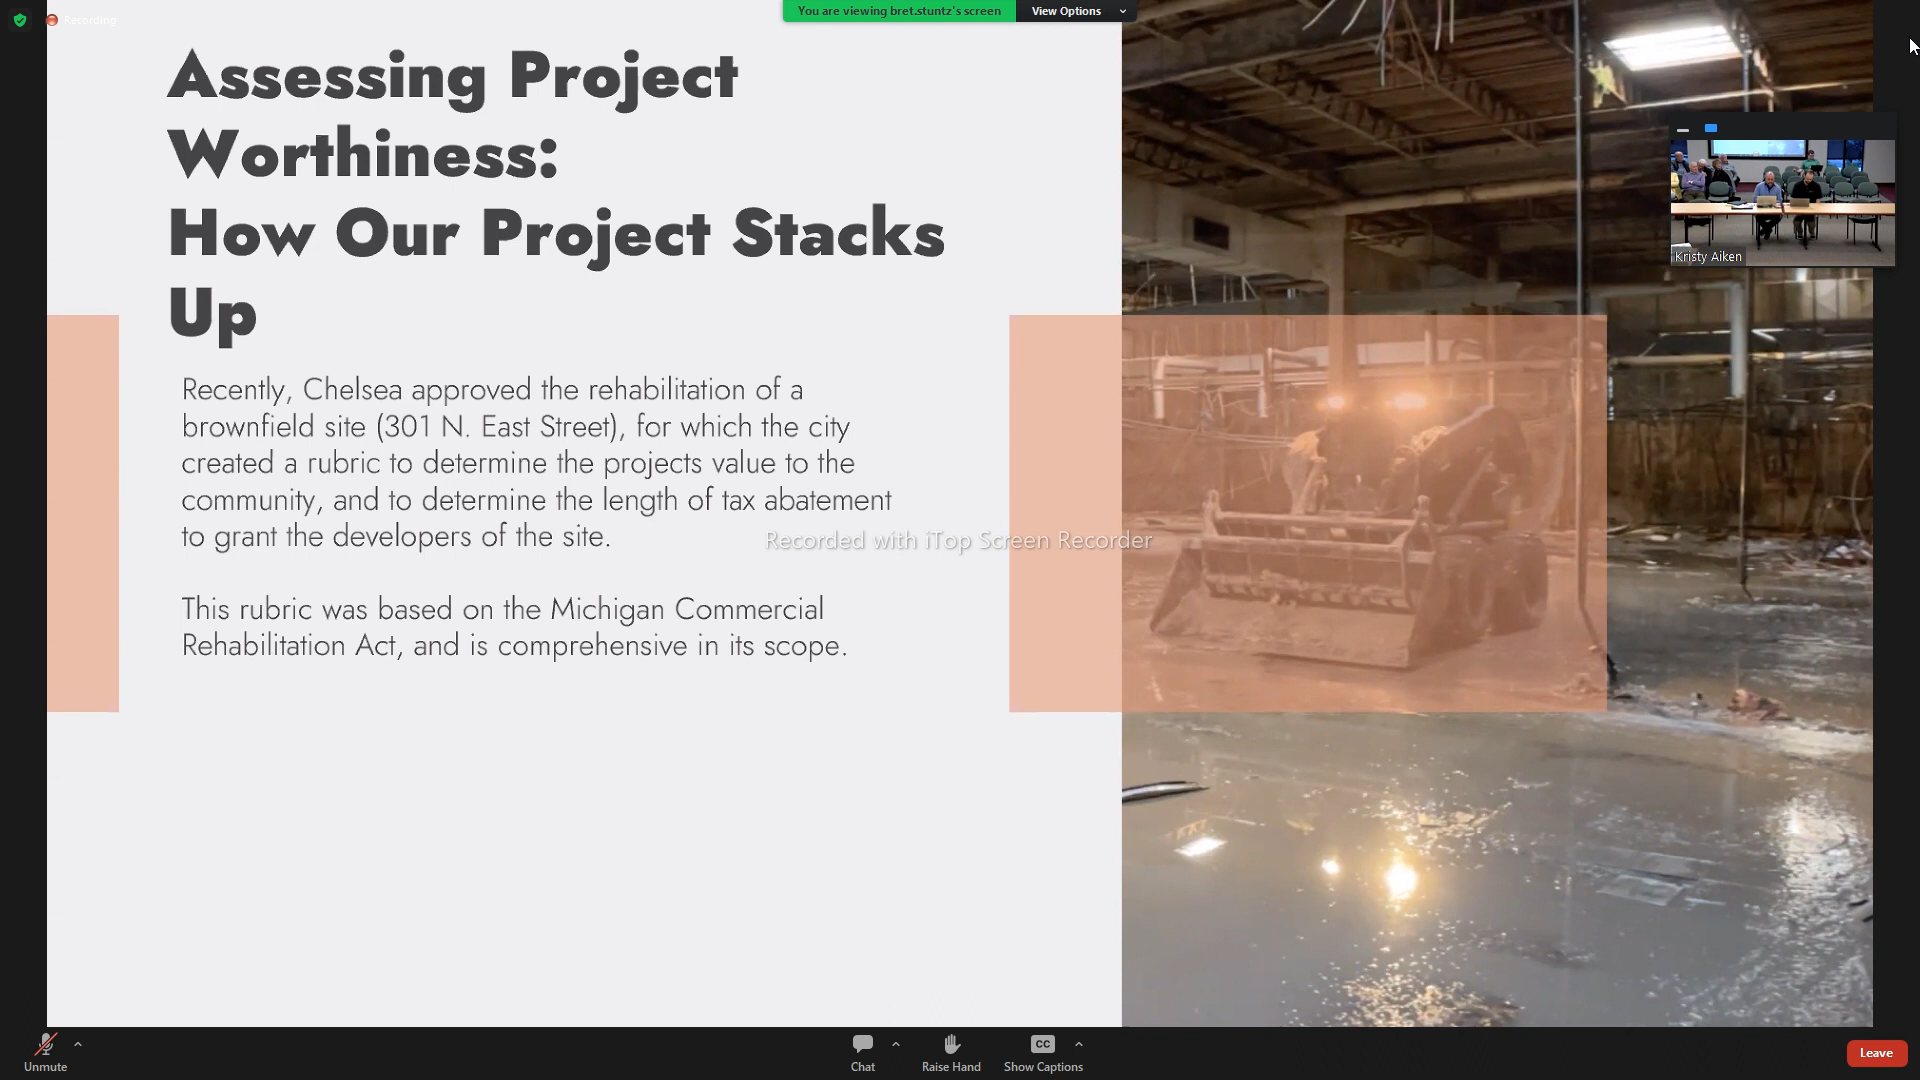 Recording
You are viewing bret.stuntz's screen
View Options
Assessing Project
Worthiness:
How Our Project Stacks
Up
Kristy Aiken
Recently, Chelsea approved the rehabilitation of a
brownfield site (301 N. East Street), for which the city
created a rubric to determine the projects value to the
community, and to determine the length of tax abatement
to grant the developers of the site.
Recorded with iTop Screen Recorder
This rubric was based on the Michigan Commercial
Rehabilitation Act, and is comprehensive in its scope.
Unmute
Chat
Raise Hand
CC
Show Captions
Leave